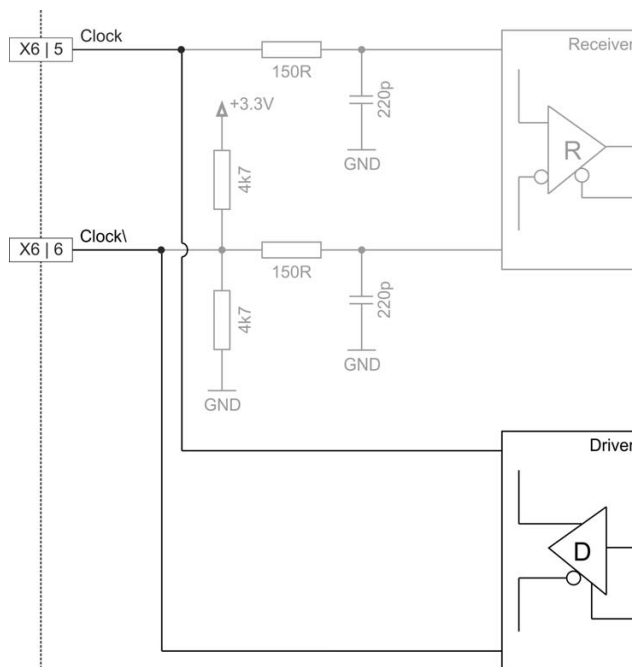 X6 | 5
Clock
Receiver
150R
220p
+3.3V
GND
R
4k7
X6 | 6
Clock\
150R
220p
4k7
GND
GND
Driver
D